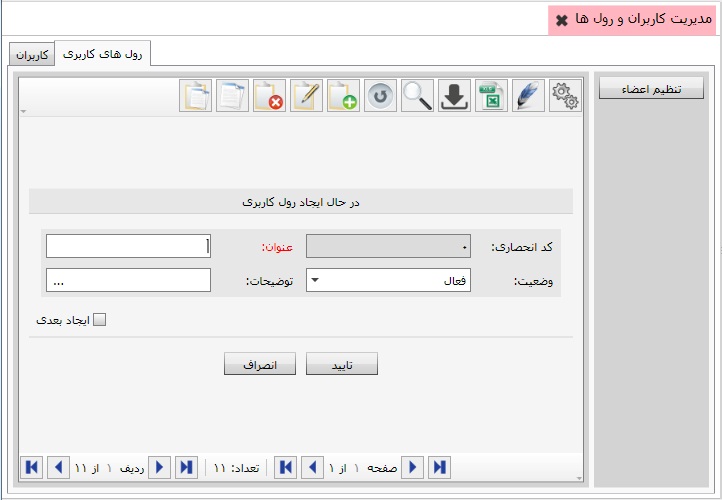 مدیریت کاربران و رول ها
رول های کاربری
کاربران
تنظیم اعضاء
در حال ایجاد رول کاربری
کد انحصاری: ۰ عنوان:
وضعیت: فعال توضیحات: ...
ایجاد بعدی
تایید انصراف
صفحه ۱ از ۱ تعداد: ۱۱ ردیف ۱ از ۱۱